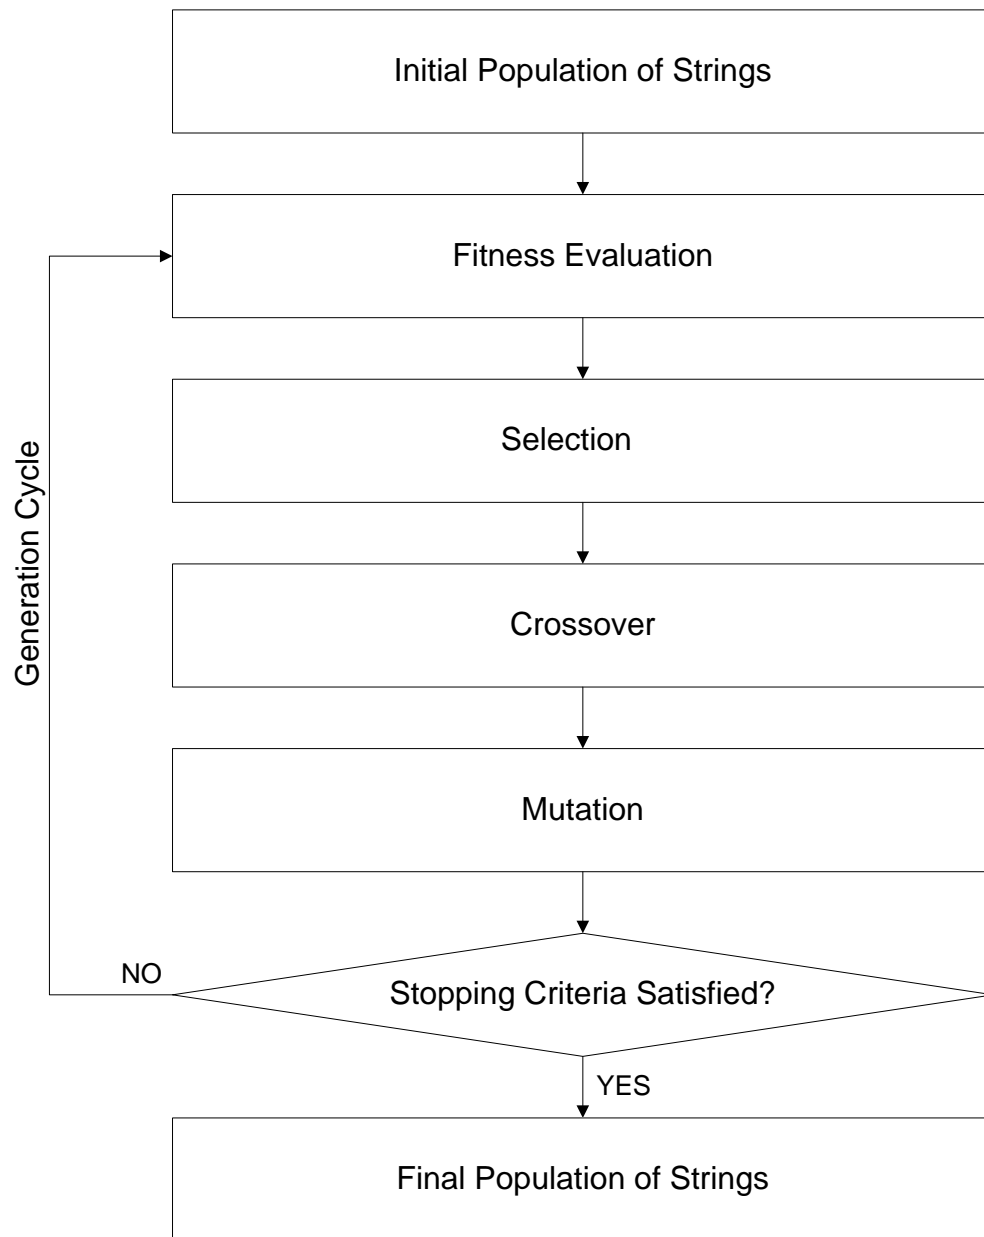 Initial Population of Strings
Fitness Evaluation
Selection
Generation Cycle
Crossover
Mutation
NO
Stopping Criteria Satisfied?
YES
Final Population of Strings